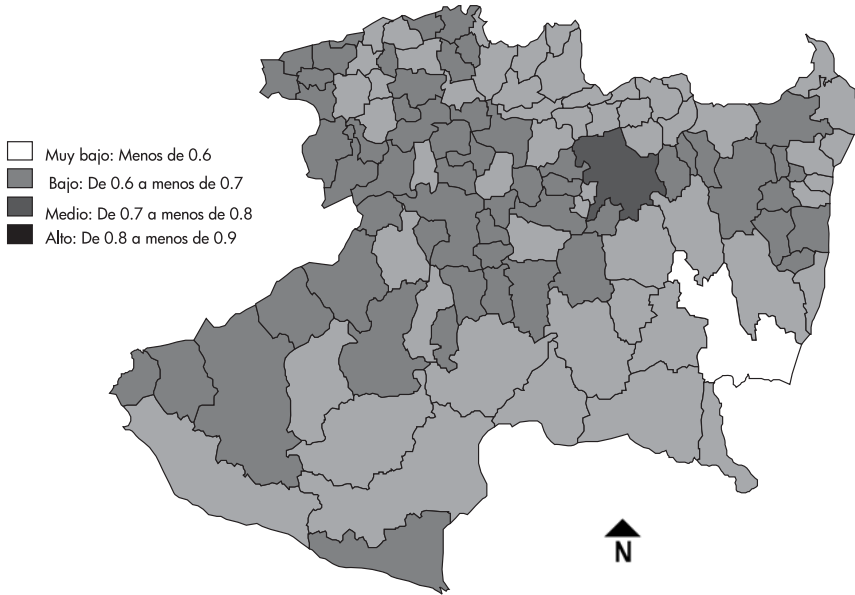 Muy bajo: Menos de 0.6
Bajo: De 0.6 a menos de 0.7
Medio: De 0.7 a menos de 0.8
Alto: De 0.8 a menos de 0.9
N